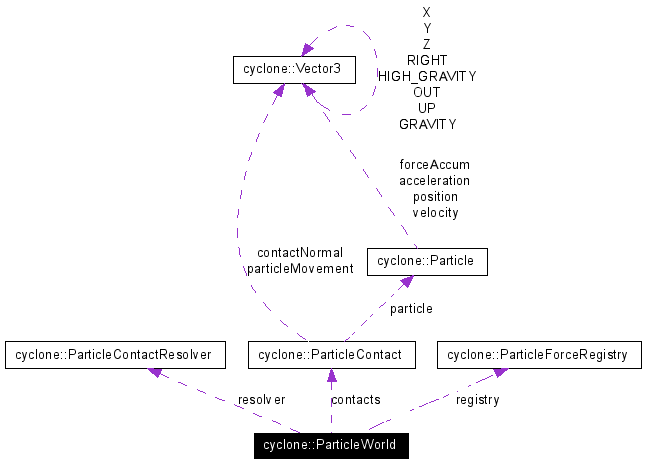 X
Y
Z
RIGHT
HIGH_GRAVITY
OUT
UP
GRAVITY
cyclone::Vector3
forceAccum
acceleration
position
velocity
contactNormal
particleMovement
cyclone::Particle
particle
cyclone::ParticleContactResolver
cyclone::ParticleContact
cyclone::ParticleForceRegistry
resolver
contacts
registry
cyclone::ParticleWorld